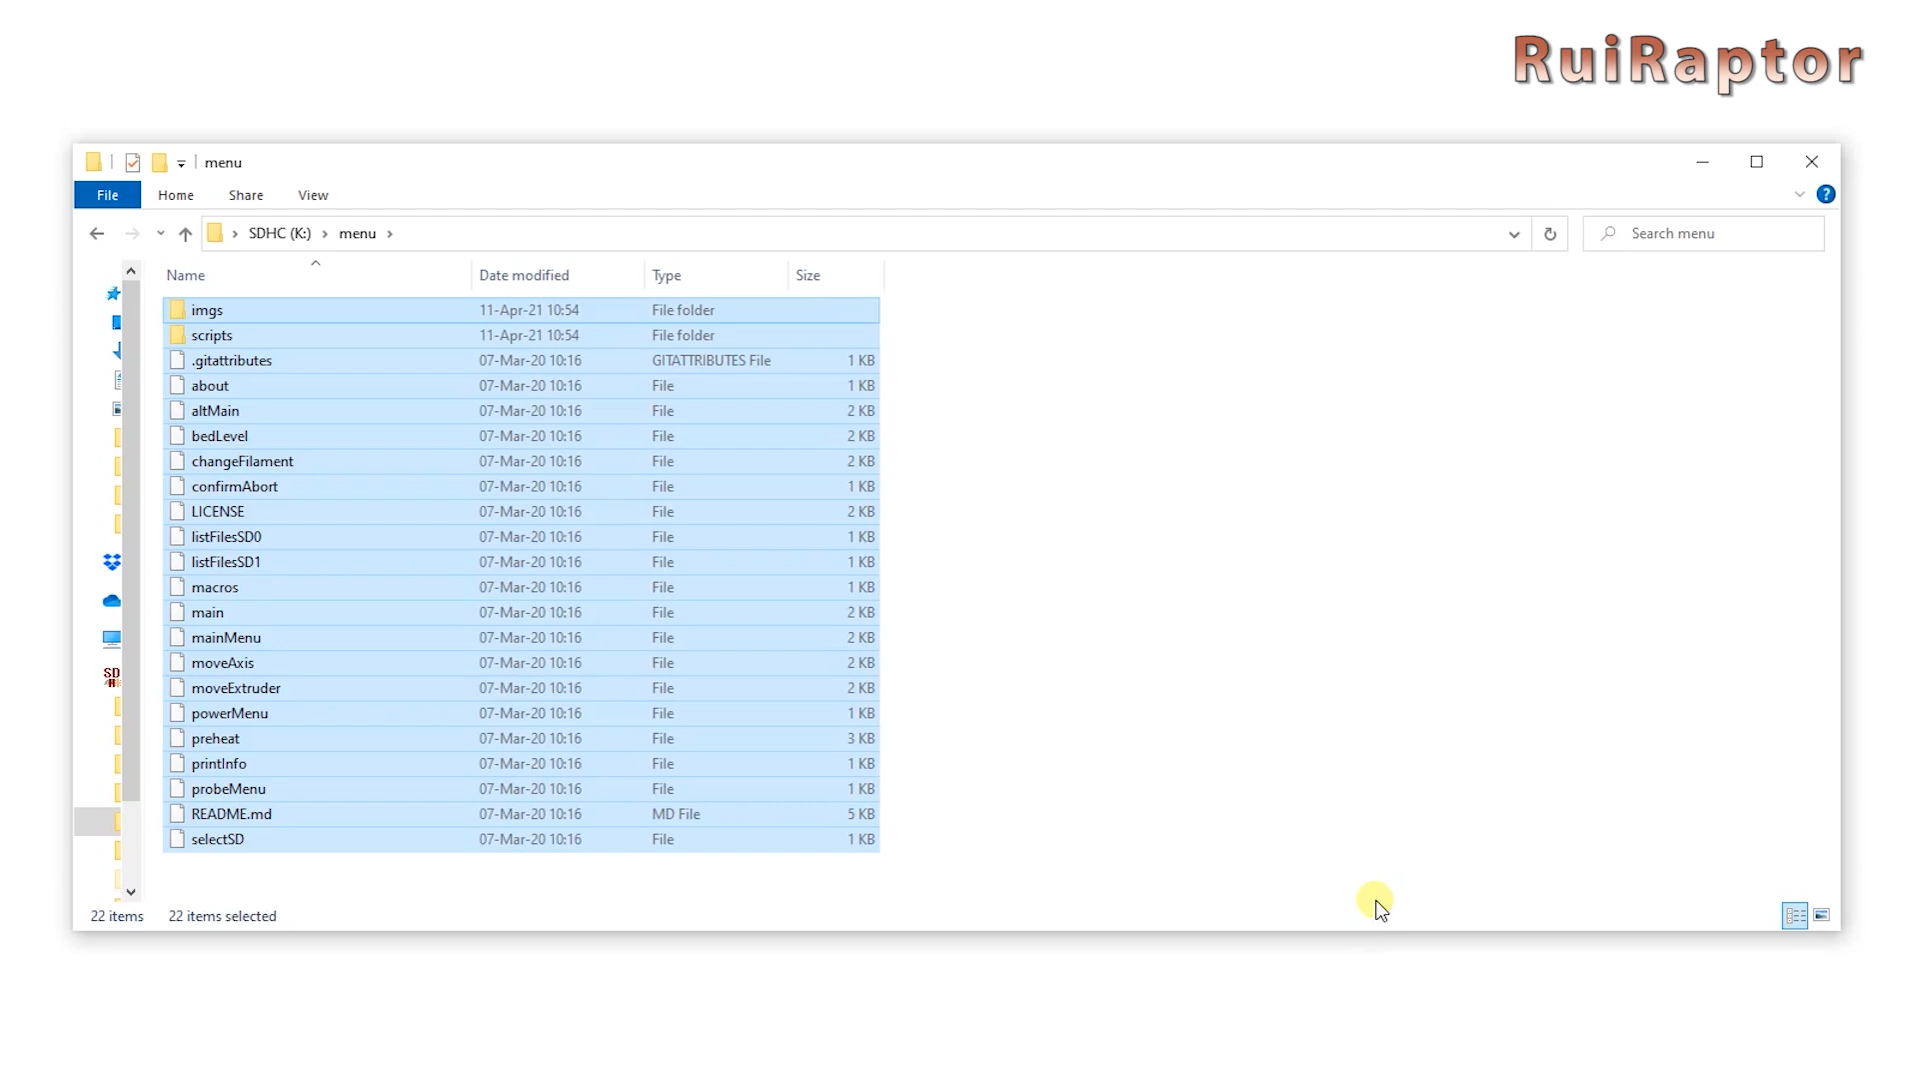 RuiRaptor
menu
File Home Share View
SDHC (K:) menu Search menu
Name Date modified Type Size
imgs 11-Apr-21 10:54 File folder
scripts 11-Apr-21 10:54 File folder
.gitattributes 07-Mar-20 10:16 GITATTRIBUTES File 1 KB
about 07-Mar-20 10:16 File 1 KB
altMain 07-Mar-20 10:16 File 2 KB
bedLevel 07-Mar-20 10:16 File 2 KB
changeFilament 07-Mar-20 10:16 File 2 KB
confirmAbort 07-Mar-20 10:16 File 1 KB
LICENSE 07-Mar-20 10:16 File 2 KB
listFilesSD0 07-Mar-20 10:16 File 1 KB
listFilesSD1 07-Mar-20 10:16 File 1 KB
macros 07-Mar-20 10:16 File 1 KB
main 07-Mar-20 10:16 File 2 KB
mainMenu 07-Mar-20 10:16 File 2 KB
moveAxis 07-Mar-20 10:16 File 2 KB
moveExtruder 07-Mar-20 10:16 File 2 KB
powerMenu 07-Mar-20 10:16 File 1 KB
preheat 07-Mar-20 10:16 File 3 KB
printInfo 07-Mar-20 10:16 File 1 KB
probeMenu 07-Mar-20 10:16 File 1 KB
README.md 07-Mar-20 10:16 MD File 5 KB
selectSD 07-Mar-20 10:16 File 1 KB
22 items 22 items selected